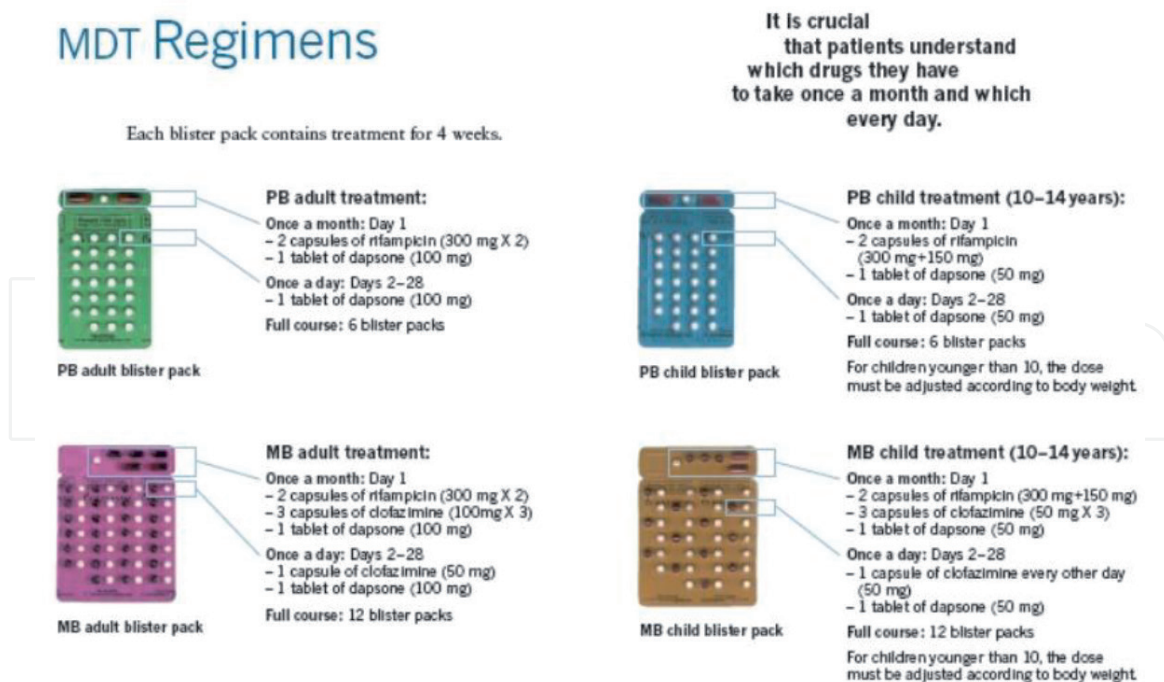 MDT Regimens
It is crucial
that patients understand
which drugs they have
to take once a month and which
every day.
Each blister pack contains treatment for 4 weeks.
PB adult treatment:
Once a month: Day 1
– 2 capsules of rifampicin (300 mg X 2)
– 1 tablet of dapsone (100 mg)
Once a day: Days 2–28
– 1 tablet of dapsone (100 mg)
Full course: 6 blister packs
PB adult blister pack
PB child treatment (10–14 years):
Once a month: Day 1
– 2 capsules of rifampicin
(300 mg+150 mg)
– 1 tablet of dapsone (50 mg)
Once a day: Days 2–28
– 1 tablet of dapsone (50 mg)
Full course: 6 blister packs
For children younger than 10, the dose
must be adjusted according to body weight.
PB child blister pack
MB adult treatment:
Once a month: Day 1
– 2 capsules of rifampicin (300 mg X 2)
– 3 capsules of clofazimine (100mg X 3)
– 1 tablet of dapsone (100 mg)
Once a day: Days 2–28
– 1 capsule of clofazimine (50 mg)
– 1 tablet of dapsone (100 mg)
Full course: 12 blister packs
MB adult blister pack
MB child treatment (10–14 years):
Once a month: Day 1
– 2 capsules of rifampicin (300 mg+150 mg)
– 3 capsules of clofazimine (50 mg X 3)
– 1 tablet of dapsone (50 mg)
Once a day: Days 2–28
– 1 capsule of clofazimine every other day
(50 mg)
– 1 tablet of dapsone (50 mg)
Full course: 12 blister packs
For children younger than 10, the dose
must be adjusted according to body weight.
MB child blister pack